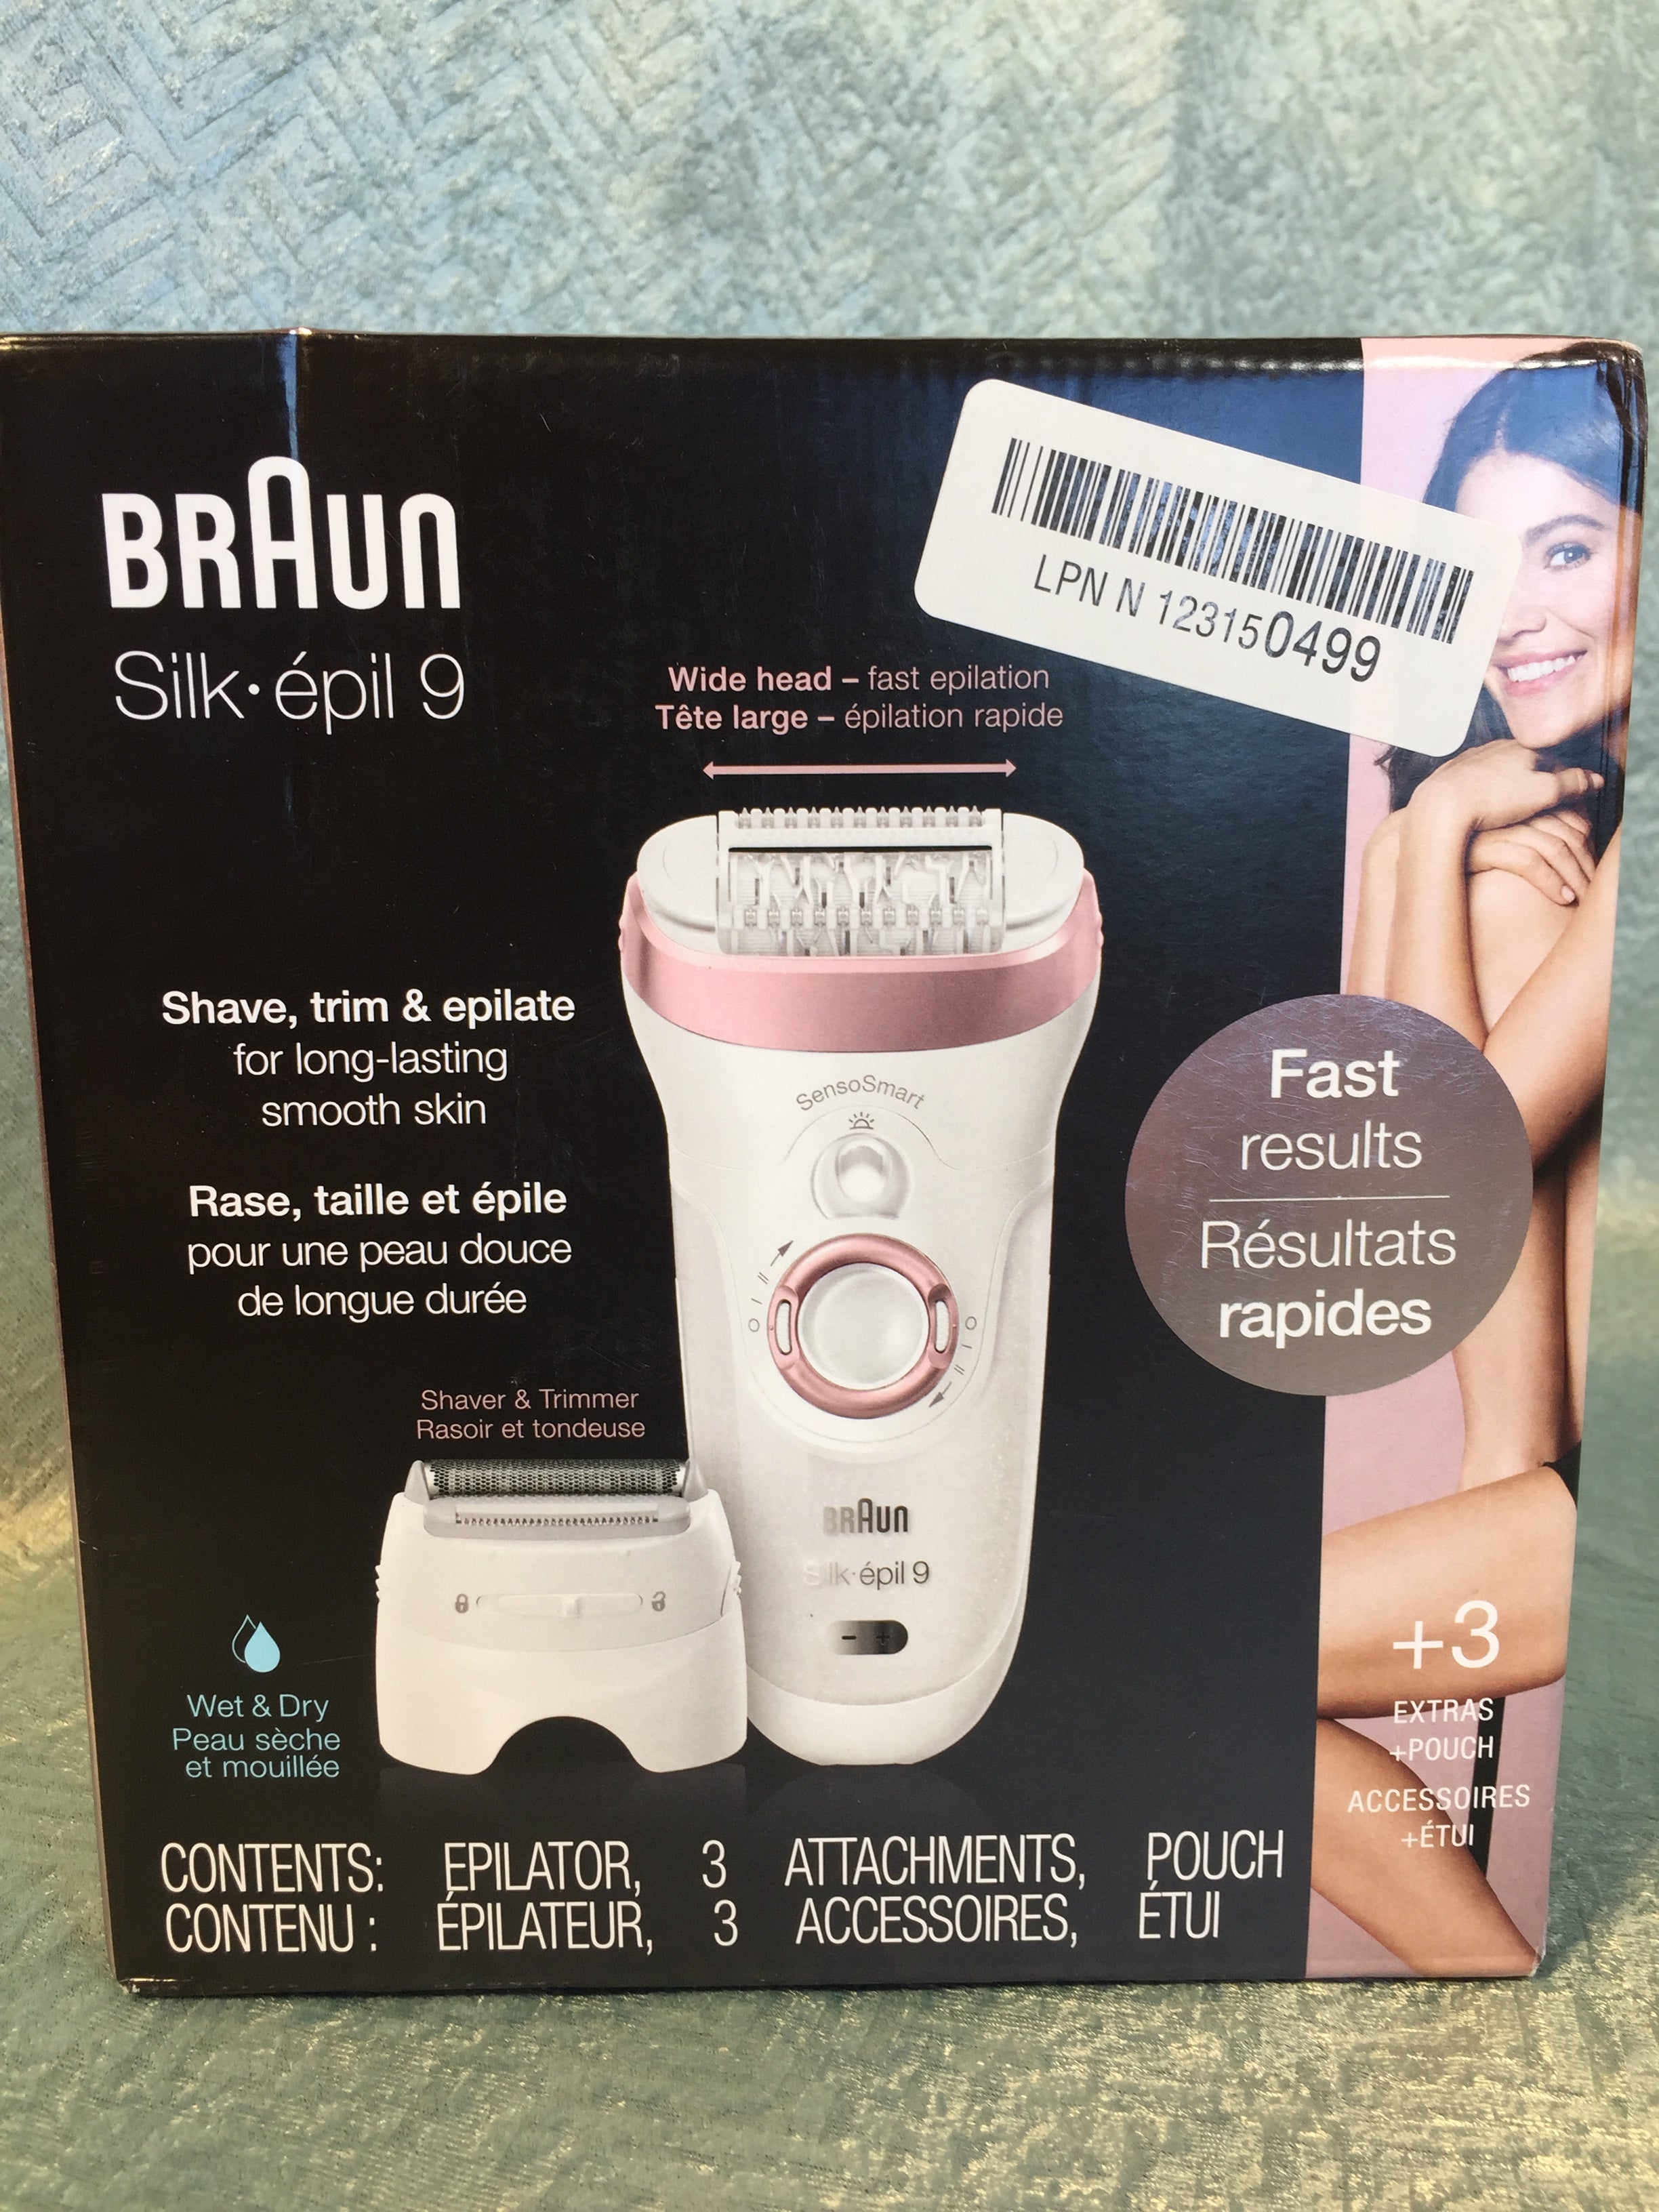 BRAUN
Silk·épil 9
LPN N 123150499
Wide head – fast epilation
Tête large – épilation rapide
Shave, trim & epilate
for long-lasting
smooth skin
Rase, taille et épile
pour une peau douce
de longue durée
SensoSmart
Fast
results
Résultats
rapides
Shaver & Trimmer
Rasoir et tondeuse
BRAUN
Silk·épil 9
- +
Wet & Dry
Peau sèche
et mouillée
+3
EXTRAS
+POUCH
ACCESSOIRES
+ÉTUI
CONTENTS: EPILATOR, 3 ATTACHMENTS, POUCH
CONTENU : ÉPILATEUR, 3 ACCESSOIRES, ÉTUI